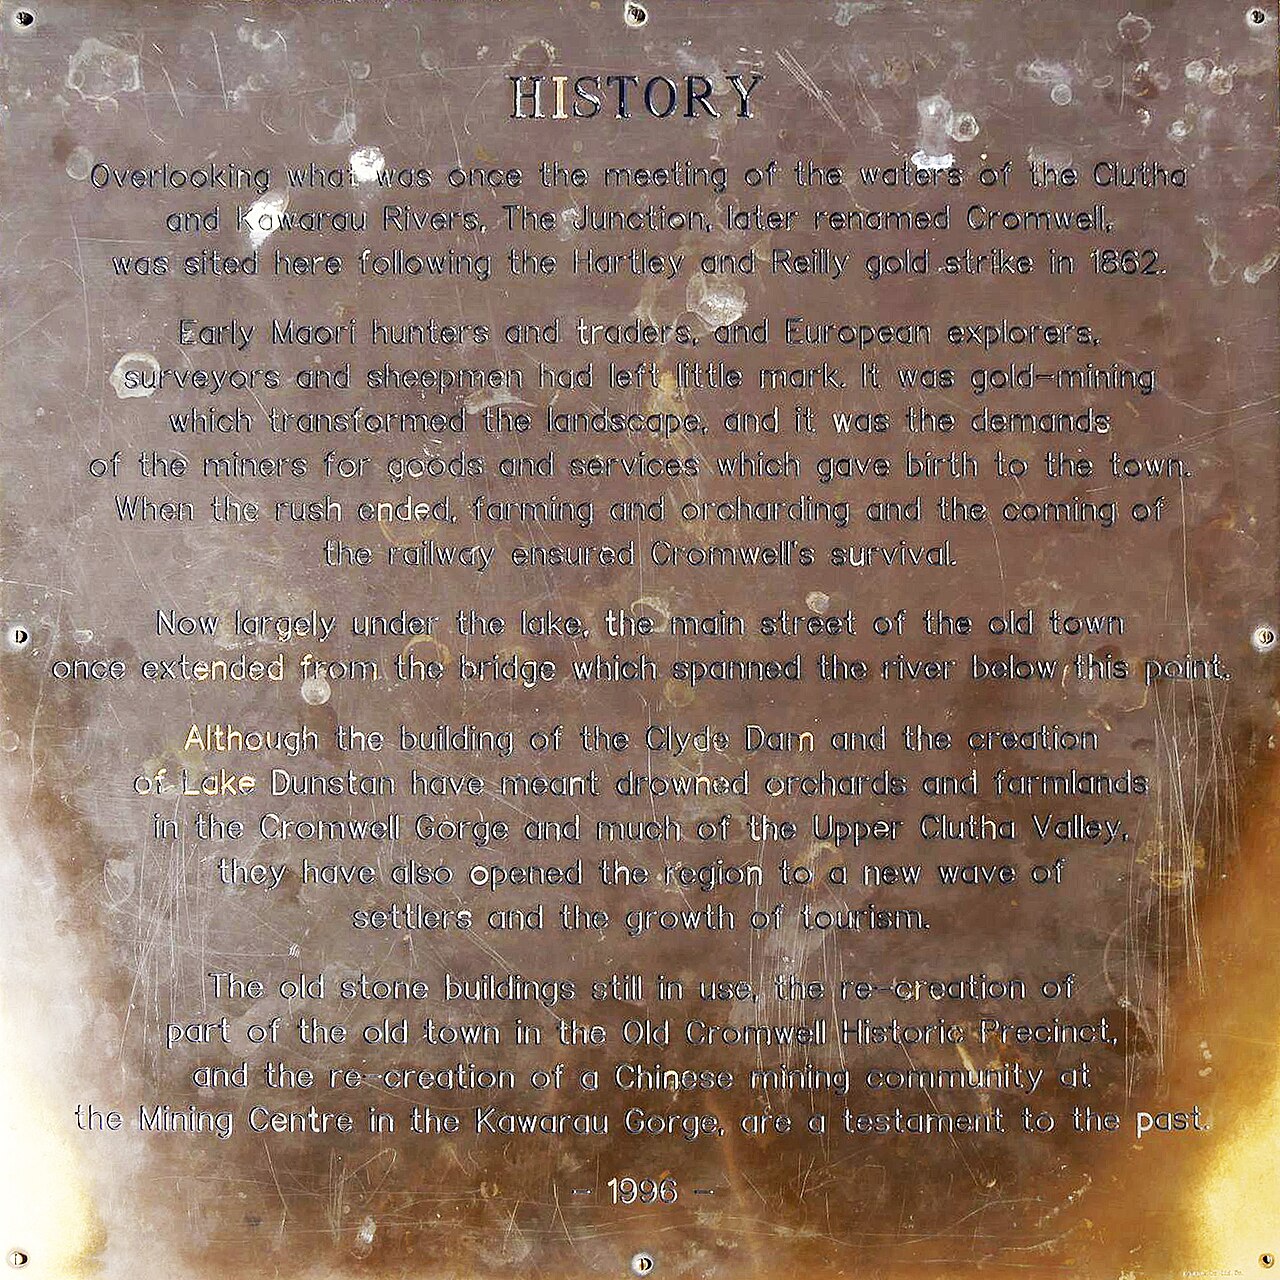 HISTORY
Overlooking what was once the meeting of the waters of the Clutha
and Kawarau Rivers, The Junction, later renamed Cromwell,
was sited here following the Hartley and Reilly gold strike in 1862.
Early Maori hunters and traders, and European explorers,
surveyors and sheepmen had left little mark. It was gold-mining
which transformed the landscape, and it was the demands
of the miners for goods and services which gave birth to the town.
When the rush ended, farming and orcharding and the coming of
the railway ensured Cromwell's survival.
Now largely under the lake, the main street of the old town
once extended from the bridge which spanned the river below this point.
Although the building of the Clyde Dam and the creation
of Lake Dunstan have meant drowned orchards and farmlands
in the Cromwell Gorge and much of the Upper Clutha Valley,
they have also opened the region to a new wave of
settlers and the growth of tourism.
The old stone buildings still in use, the re-creation of
part of the old town in the Old Cromwell Historic Precinct,
and the re-creation of a Chinese mining community at
the Mining Centre in the Kawarau Gorge, are a testament to the past.
- 1996 -